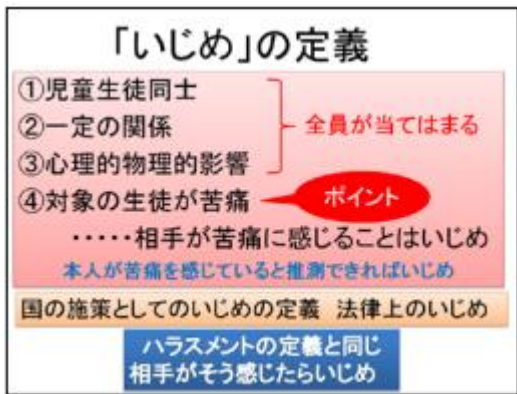 「いじめ」の定義
①児童生徒同士
②一定の関係
全員が当てはまる
③心理的物理的影響
④対象の生徒が苦痛
ポイント
・・・・・相手が苦痛に感じることはいじめ
本人が苦痛を感じていると推測できればいじめ
国の施策としてのいじめの定義 法律上のいじめ
ハラスメントの定義と同じ
相手がそう感じたらいじめ